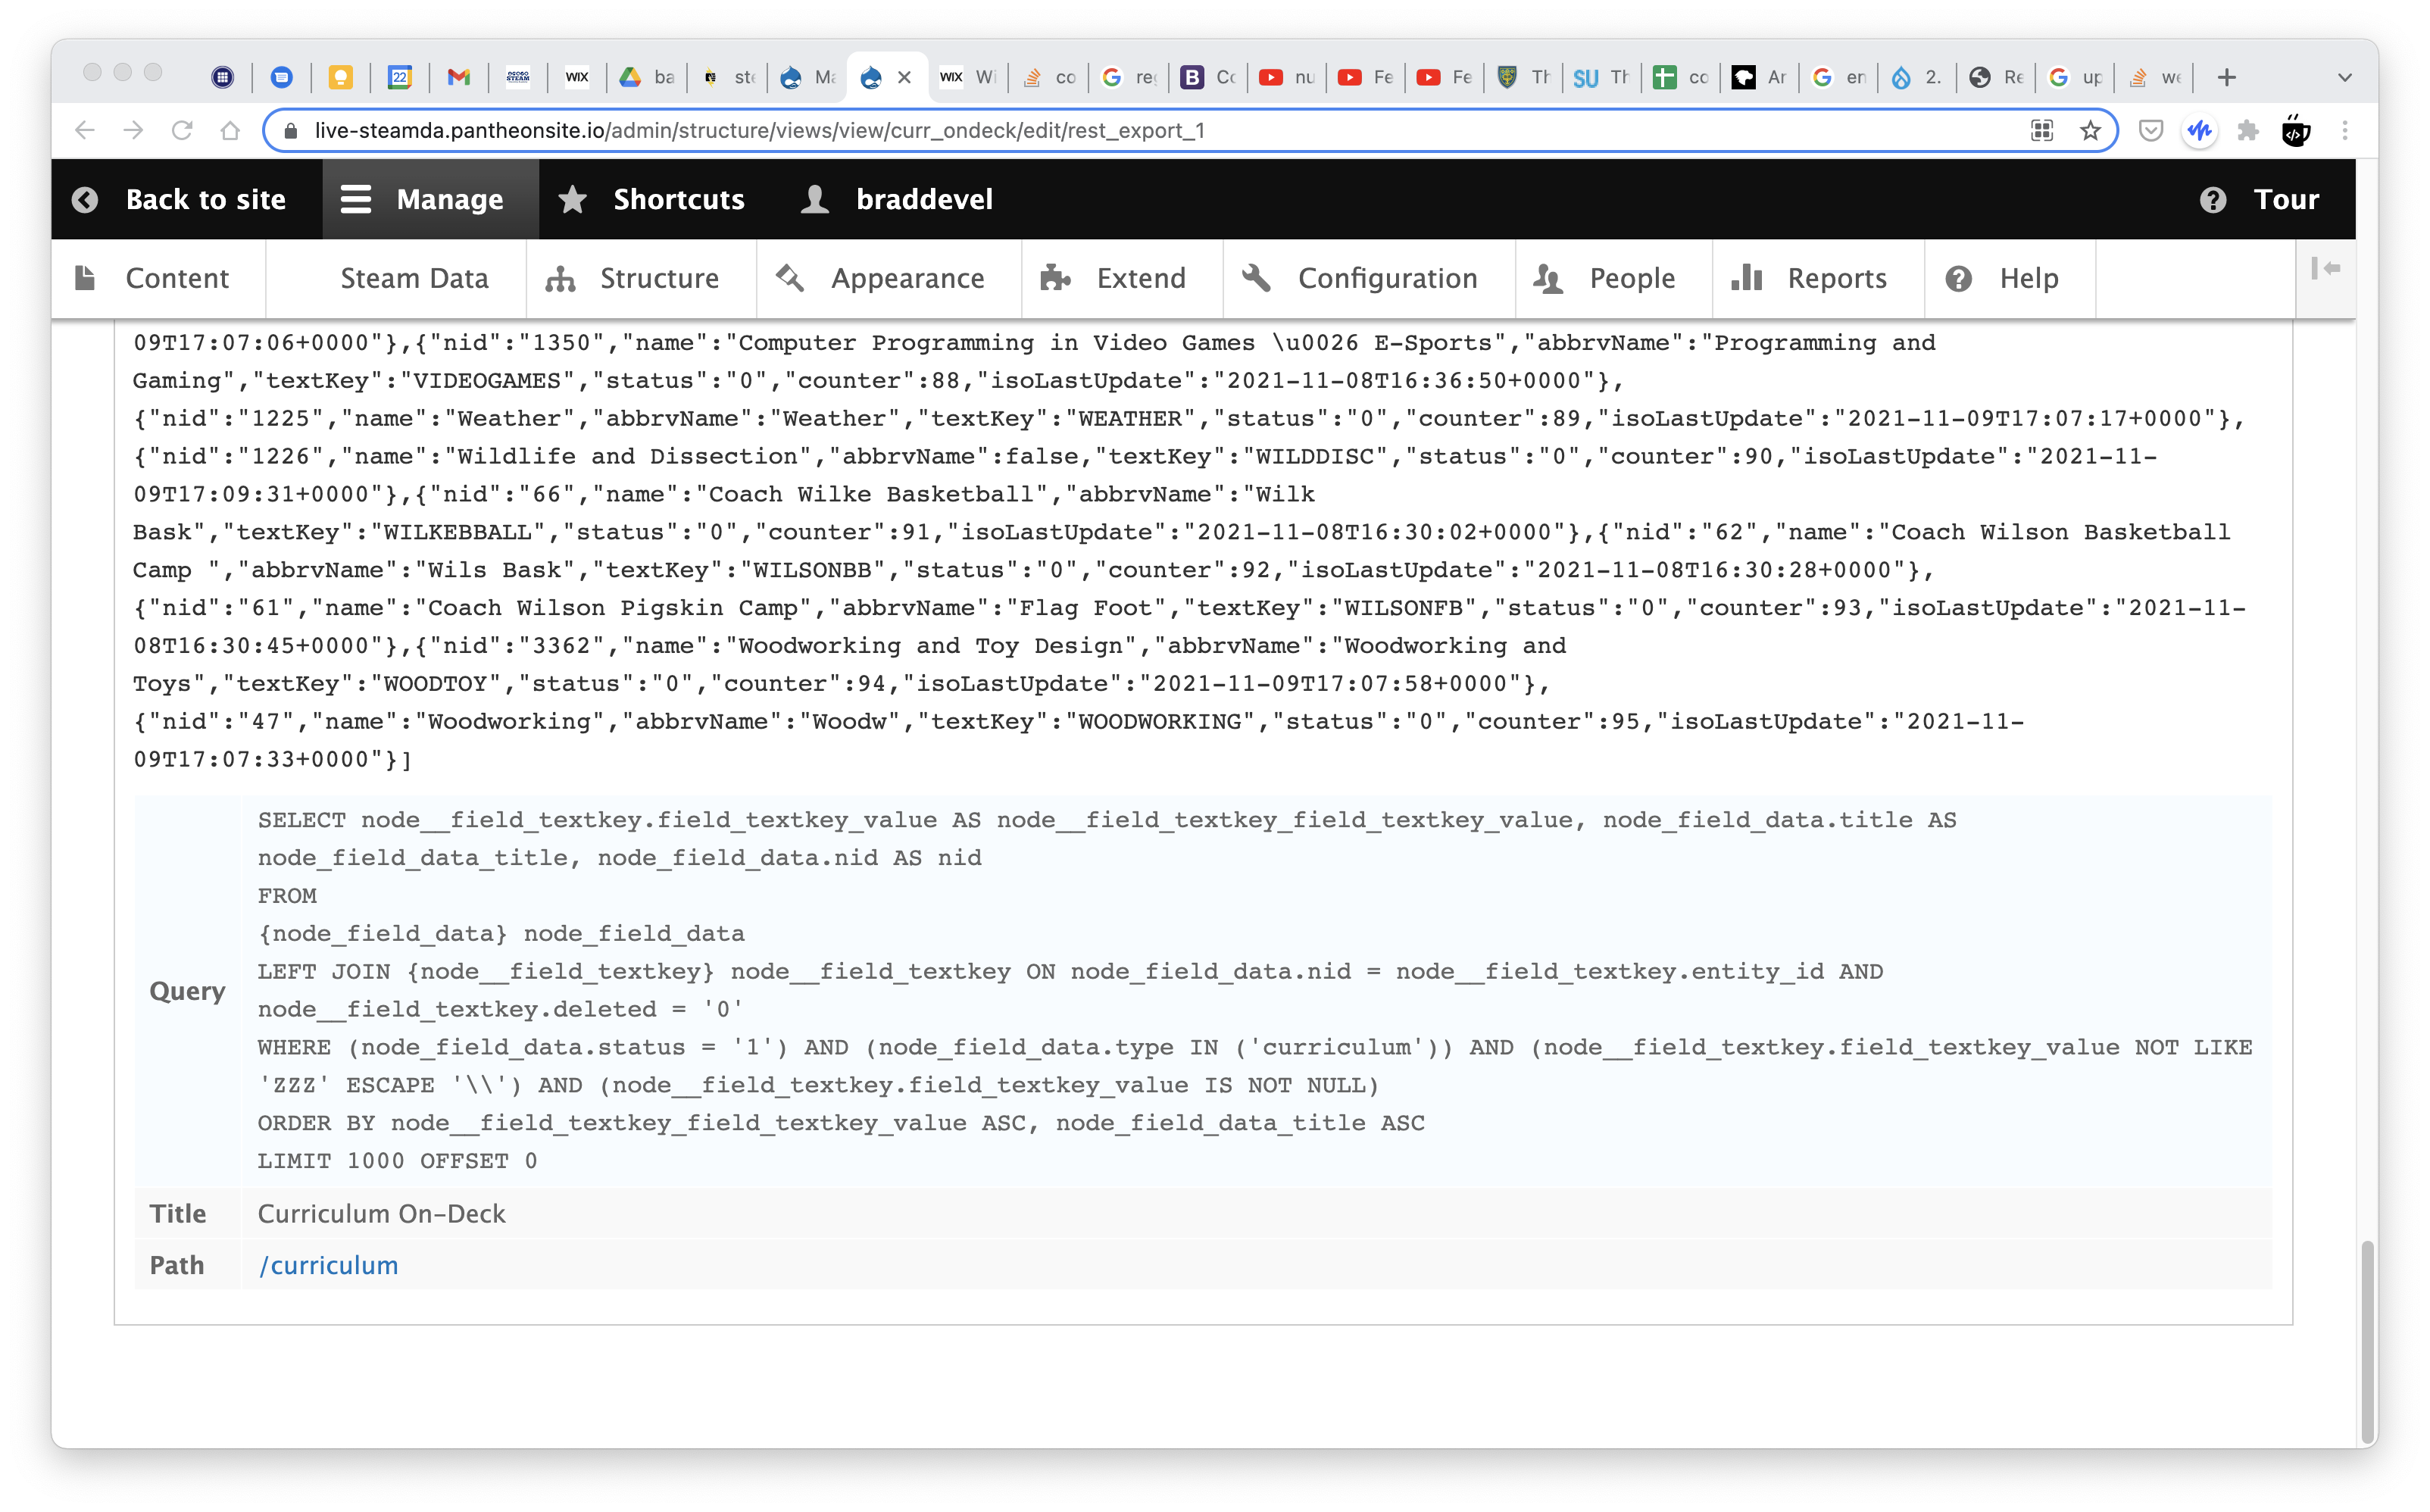 22 STEAM WIX ba ste Ma WIX Wi co reg B Co nu Fe Fe Th SU Th co Ar en 2. Re up we
live-steamda.pantheonsite.io/admin/structure/views/view/curr_ondeck/edit/rest_export_1
Back to site Manage Shortcuts braddevel Tour
Content Steam Data Structure Appearance Extend Configuration People Reports Help
09T17:07:06+0000"},{"nid":"1350","name":"Computer Programming in Video Games \u0026 E-Sports","abbrvName":"Programming and
Gaming","textKey":"VIDEOGAMES","status":"0","counter":88,"isoLastUpdate":"2021-11-08T16:36:50+0000"},
{"nid":"1225","name":"Weather","abbrvName":"Weather","textKey":"WEATHER","status":"0","counter":89,"isoLastUpdate":"2021-11-09T17:07:17+0000"},
{"nid":"1226","name":"Wildlife and Dissection","abbrvName":false,"textKey":"WILDDISC","status":"0","counter":90,"isoLastUpdate":"2021-11-
09T17:09:31+0000"},{"nid":"66","name":"Coach Wilke Basketball","abbrvName":"Wilk
Bask","textKey":"WILKEBBALL","status":"0","counter":91,"isoLastUpdate":"2021-11-08T16:30:02+0000"},{"nid":"62","name":"Coach Wilson Basketball
Camp ","abbrvName":"Wils Bask","textKey":"WILSONBB","status":"0","counter":92,"isoLastUpdate":"2021-11-08T16:30:28+0000"},
{"nid":"61","name":"Coach Wilson Pigskin Camp","abbrvName":"Flag Foot","textKey":"WILSONFB","status":"0","counter":93,"isoLastUpdate":"2021-11-
08T16:30:45+0000"},{"nid":"3362","name":"Woodworking and Toy Design","abbrvName":"Woodworking and
Toys","textKey":"WOODTOY","status":"0","counter":94,"isoLastUpdate":"2021-11-09T17:07:58+0000"},
{"nid":"47","name":"Woodworking","abbrvName":"Woodw","textKey":"WOODWORKING","status":"0","counter":95,"isoLastUpdate":"2021-11-
09T17:07:33+0000"}]
SELECT node__field_textkey.field_textkey_value AS node__field_textkey_field_textkey_value, node_field_data.title AS
node_field_data_title, node_field_data.nid AS nid
FROM
{node_field_data} node_field_data
LEFT JOIN {node__field_textkey} node__field_textkey ON node_field_data.nid = node__field_textkey.entity_id AND
Query
node__field_textkey.deleted = '0'
WHERE (node_field_data.status = '1') AND (node_field_data.type IN ('curriculum')) AND (node__field_textkey.field_textkey_value NOT LIKE
'ZZZ' ESCAPE '\\') AND (node__field_textkey.field_textkey_value IS NOT NULL)
ORDER BY node__field_textkey_field_textkey_value ASC, node_field_data_title ASC
LIMIT 1000 OFFSET 0
Title Curriculum On-Deck
Path /curriculum